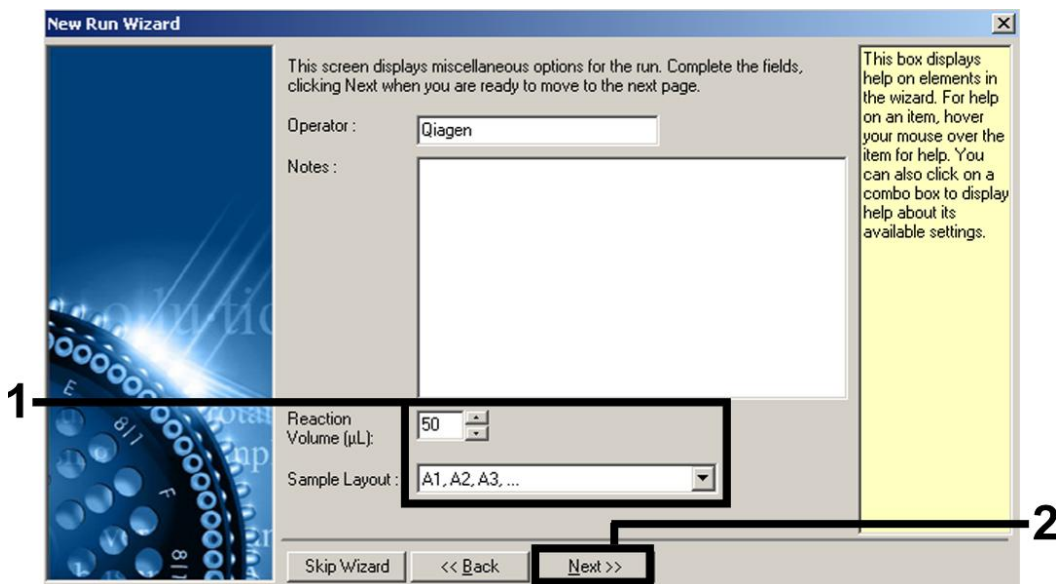 New Run Wizard
This screen displays miscellaneous options for the run. Complete the fields,
clicking Next when you are ready to move to the next page.
Operator :
Qiagen
Notes :
This box displays
help on elements in
the wizard. For help
on an item, hover
your mouse over the
item for help. You
can also click on a
combo box to display
help about its
available settings.
1
Reaction
Volume (µL):
50
Sample Layout :
A1, A2, A3, ...
2
Skip Wizard
<< Back
Next >>
E
8|1
F
8|1